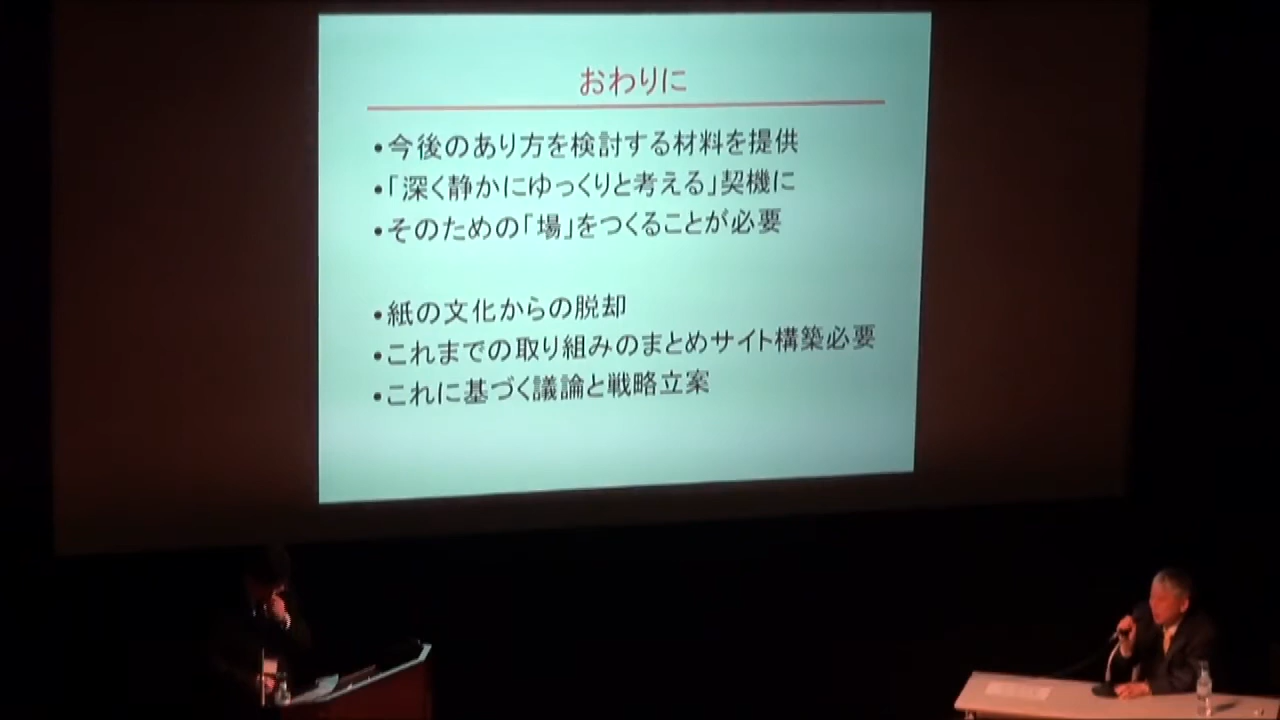 おわりに
•今後のあり方を検討する材料を提供
•「深く静かにゆっくりと考える」契機に
•そのための「場」をつくることが必要
•紙の文化からの脱却
•これまでの取り組みのまとめサイト構築必要
•これに基づく議論と戦略立案